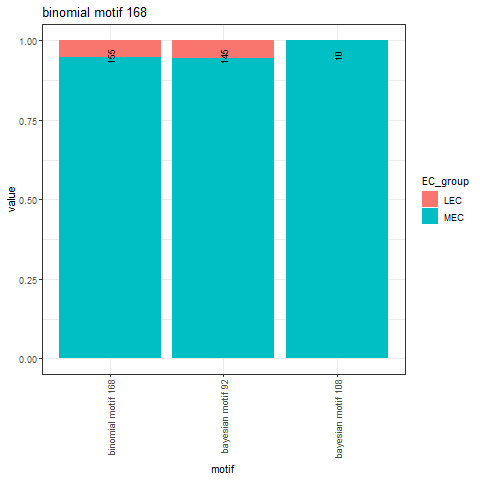 binomial motif 168
1.00
0.75
0.50
0.25
0.00
value
155
145
10
binomial motif 168
bayesian motif 92
bayesian motif 108
motif
EC_group
LEC
MEC